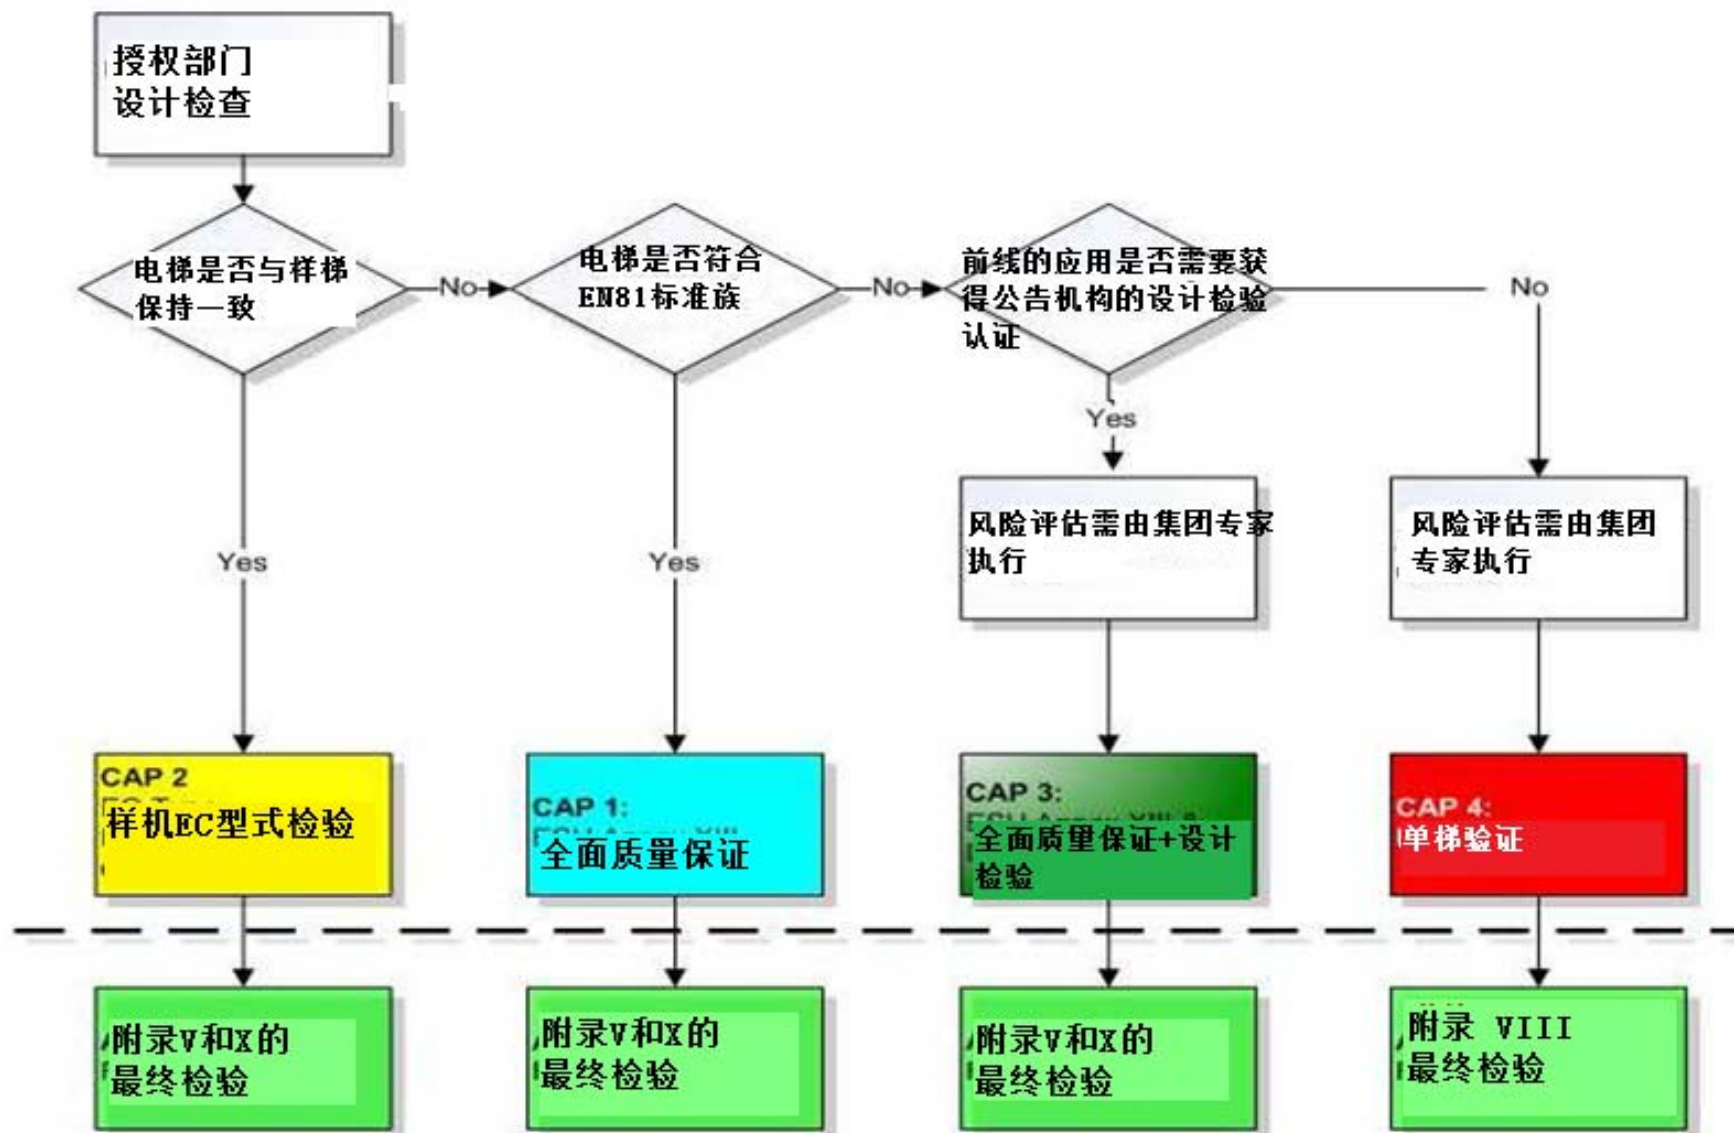 授权部门
设计检查
电梯是否与样梯
保持一致
No
电梯是否符合
EN81标准族
No
前线的应用是否需要获
得公告机构的设计检验
认证
No
Yes
Yes
Yes
风险评估需由集团专家
执行
风险评估需由集团
专家执行
CAP 2
样机EC型式检验
CAP 1:
全面质量保证
CAP 3:
全面质量保证+设计
检验
CAP 4:
单梯验证
附录V和X的
最终检验
附录V和X的
最终检验
附录V和X的
最终检验
附录 VIII
最终检验